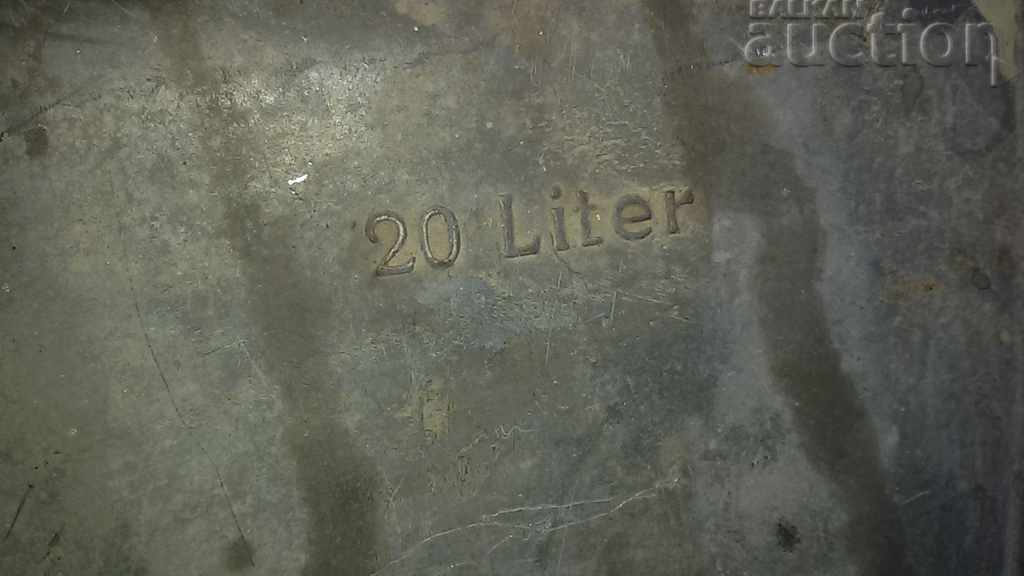 BALKAN
auction
20 Liter